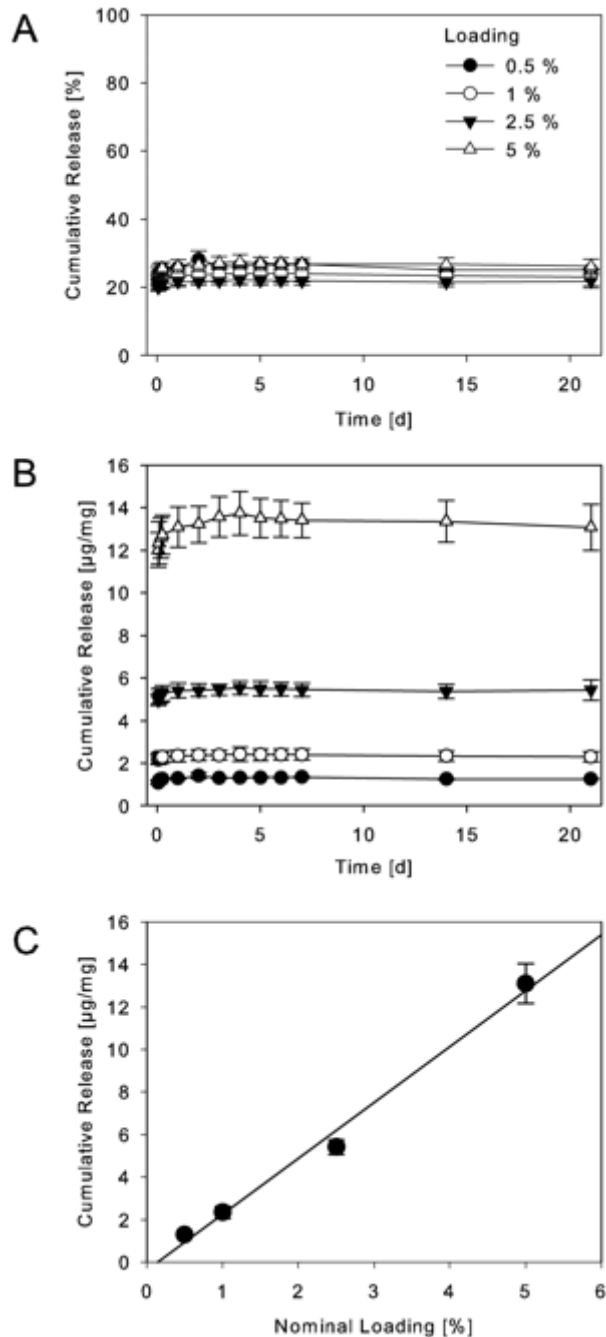 A
Cumulative Release [%]
100
80
60
40
20
0
Loading
0.5 %
1 %
2.5 %
5 %
0 5 10 15 20
Time [d]
B
Cumulative Release [µg/mg]
16
14
12
10
8
6
4
2
0
0 5 10 15 20
Time [d]
C
Cumulative Release [µg/mg]
16
14
12
10
8
6
4
2
0
0 1 2 3 4 5 6
Nominal Loading [%]